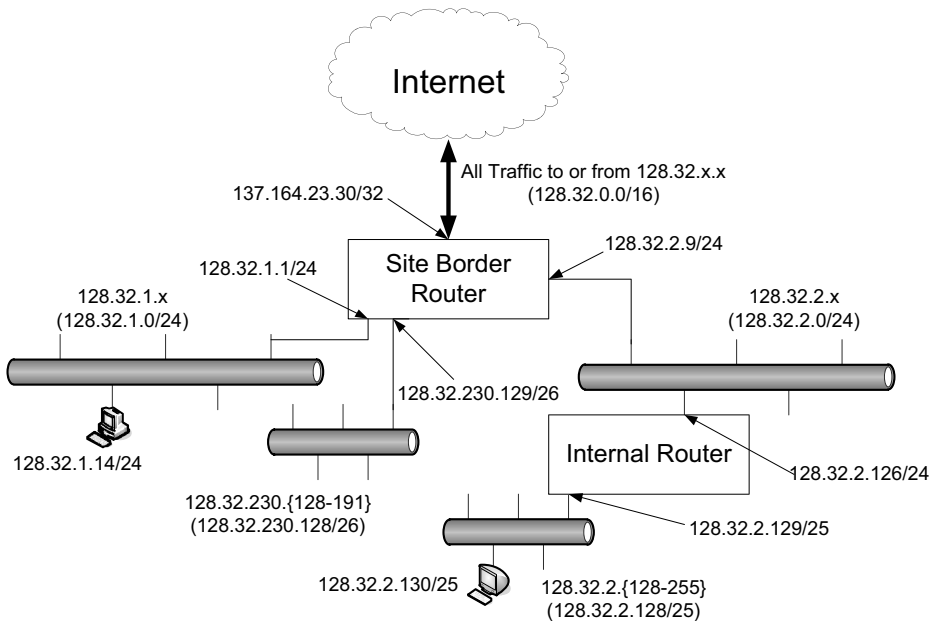 Internet
All Traffic to or from 128.32.x.x
(128.32.0.0/16)
137.164.23.30/32
128.32.2.9/24
128.32.1.1/24
Site Border
Router
128.32.1.x
(128.32.1.0/24)
128.32.2.x
(128.32.2.0/24)
128.32.230.129/26
128.32.1.14/24
Internal Router
128.32.2.126/24
128.32.230.{128-191}
(128.32.230.128/26)
128.32.2.129/25
128.32.2.130/25
128.32.2.{128-255}
(128.32.2.128/25)